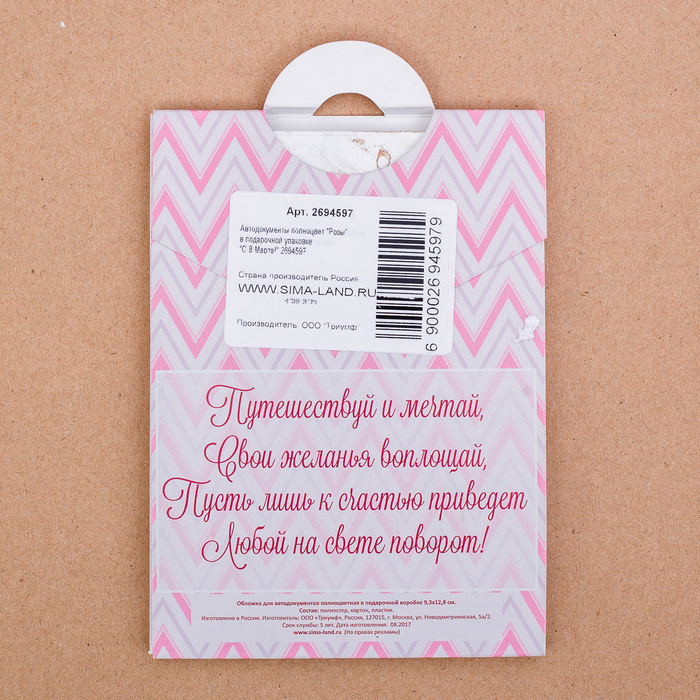 Арт. 2694597
Автодокументы полноцвет "Розы"
в подарочной упаковке
"С 8 Марта!" 2694597
Страна производитель Россия
WWW.SIMA-LAND.RU
Производитель ООО "Триумф"
6 900026 945979
Путешествуй и мечтай,
Свои желанья воплощай,
Пусть лишь к счастью приведет
Любой на свете поворот!
Обложка для автодокументов полноцветная в подарочной коробке 9,3х12,8 см.
Состав: полиэстер, картон, пластик.
Изготовлено в России. Изготовитель: ООО «Триумф», Россия, 127015, г. Москва, ул. Новодмитриевская, 5а/2.
Срок службы: 5 лет. Дата изготовления: 08.2017
www.sima-land.ru (На правах рекламы)